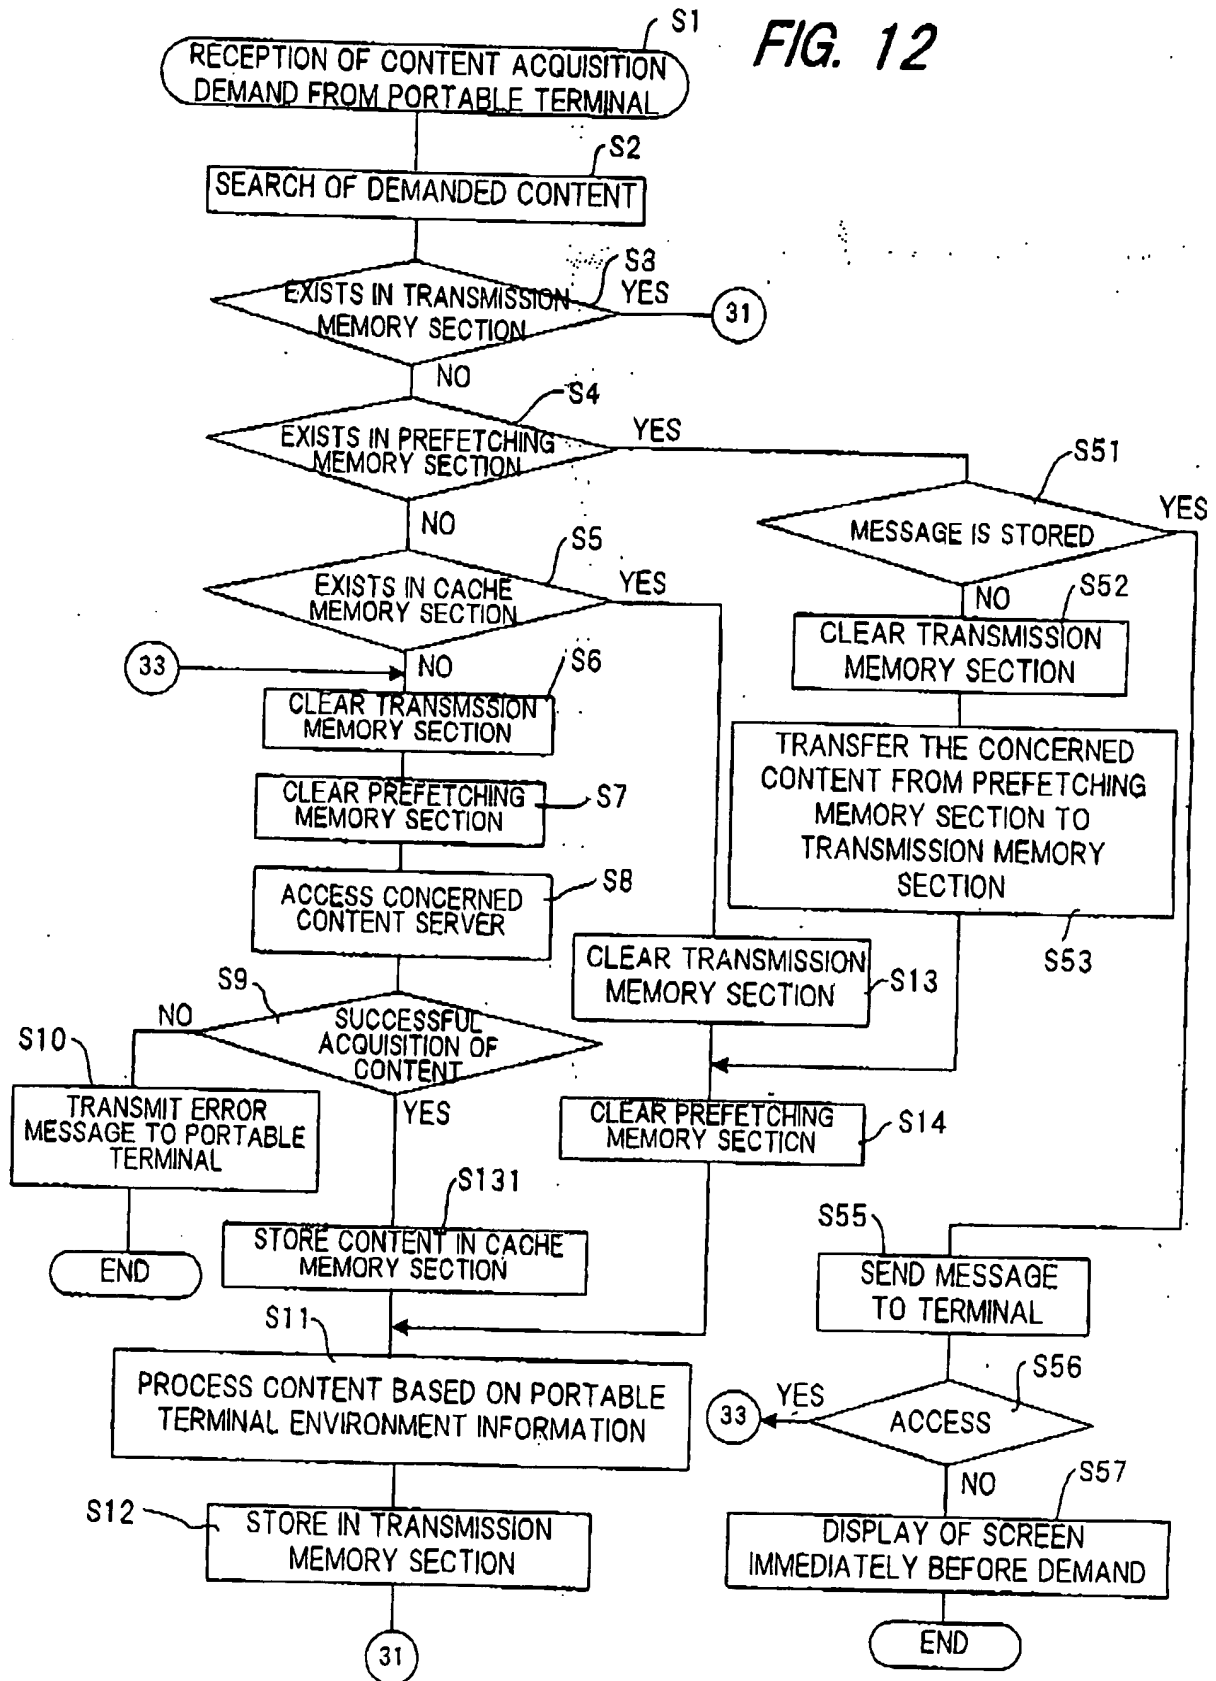 FIG. 12
S1
RECEPTION OF CONTENT ACQUISITION
DEMAND FROM PORTABLE TERMINAL
S2
SEARCH OF DEMANDED CONTENT
S3
EXISTS IN TRANSMISSION
MEMORY SECTION
YES
31
NO
S4
EXISTS IN PREFETCHING
MEMORY SECTION
YES
S51
MESSAGE IS STORED
YES
NO
NO
S5
EXISTS IN CACHE
MEMORY SECTION
YES
S52
CLEAR TRANSMISSION
MEMORY SECTION
33
NO
S6
CLEAR TRANSMSSION
MEMORY SECTION
TRANSFER THE CONCERNED
CONTENT FROM PREFETCHING
MEMORY SECTION TO
TRANSMISSION MEMORY
SECTION
S53
CLEAR PREFETCHING
MEMORY SECTION
S7
ACCESS CONCERNED
CONTENT SERVER
S8
CLEAR TRANSMISSION
MEMORY SECTION
S13
S9
NO
SUCCESSFUL
ACQUISITION OF
CONTENT
YES
S10
TRANSMIT ERROR
MESSAGE TO PORTABLE
TERMINAL
END
CLEAR PREFETCHING
MEMORY SECTION
S14
S131
STORE CONTENT IN CACHE
MEMORY SECTION
S55
SEND MESSAGE
TO TERMINAL
S11
PROCESS CONTENT BASED ON PORTABLE
TERMINAL ENVIRONMENT INFORMATION
S56
ACCESS
YES
33
NO
S12
STORE IN TRANSMISSION
MEMORY SECTION
31
S57
DISPLAY OF SCREEN
IMMEDIATELY BEFORE DEMAND
END